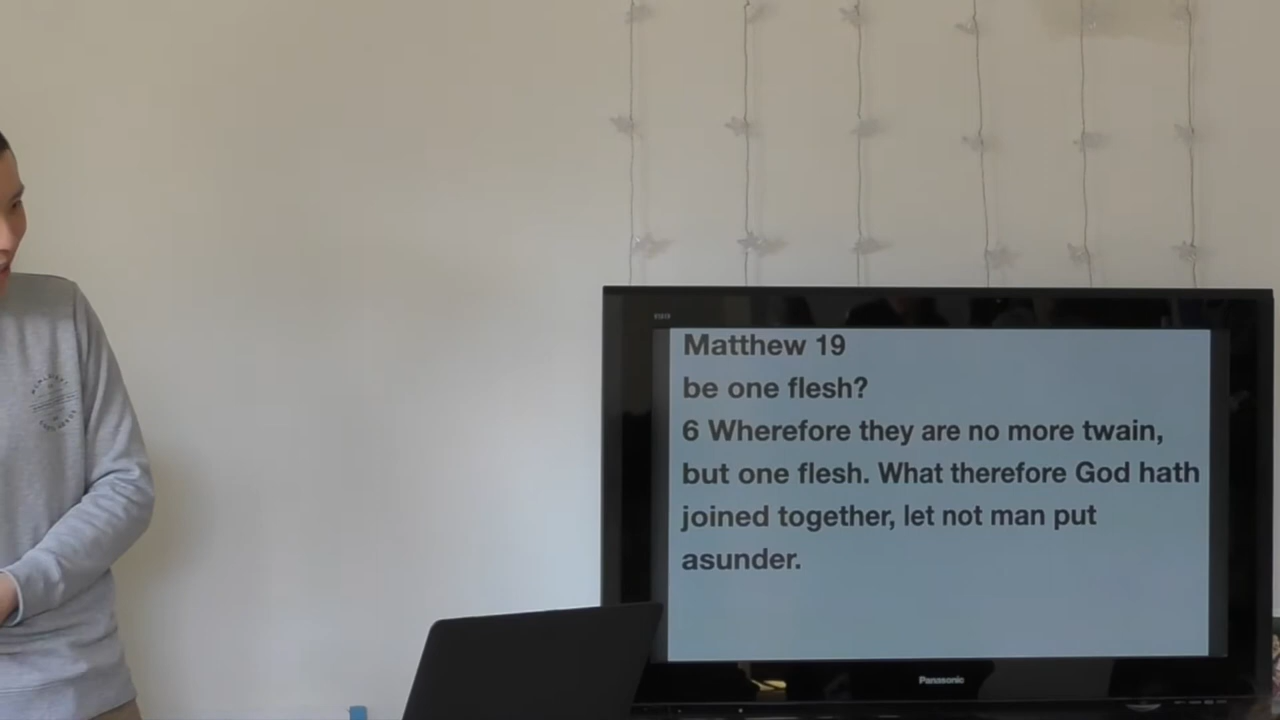 Matthew 19
be one flesh?
6 Wherefore they are no more twain,
but one flesh. What therefore God hath
joined together, let not man put
asunder.
Panasonic